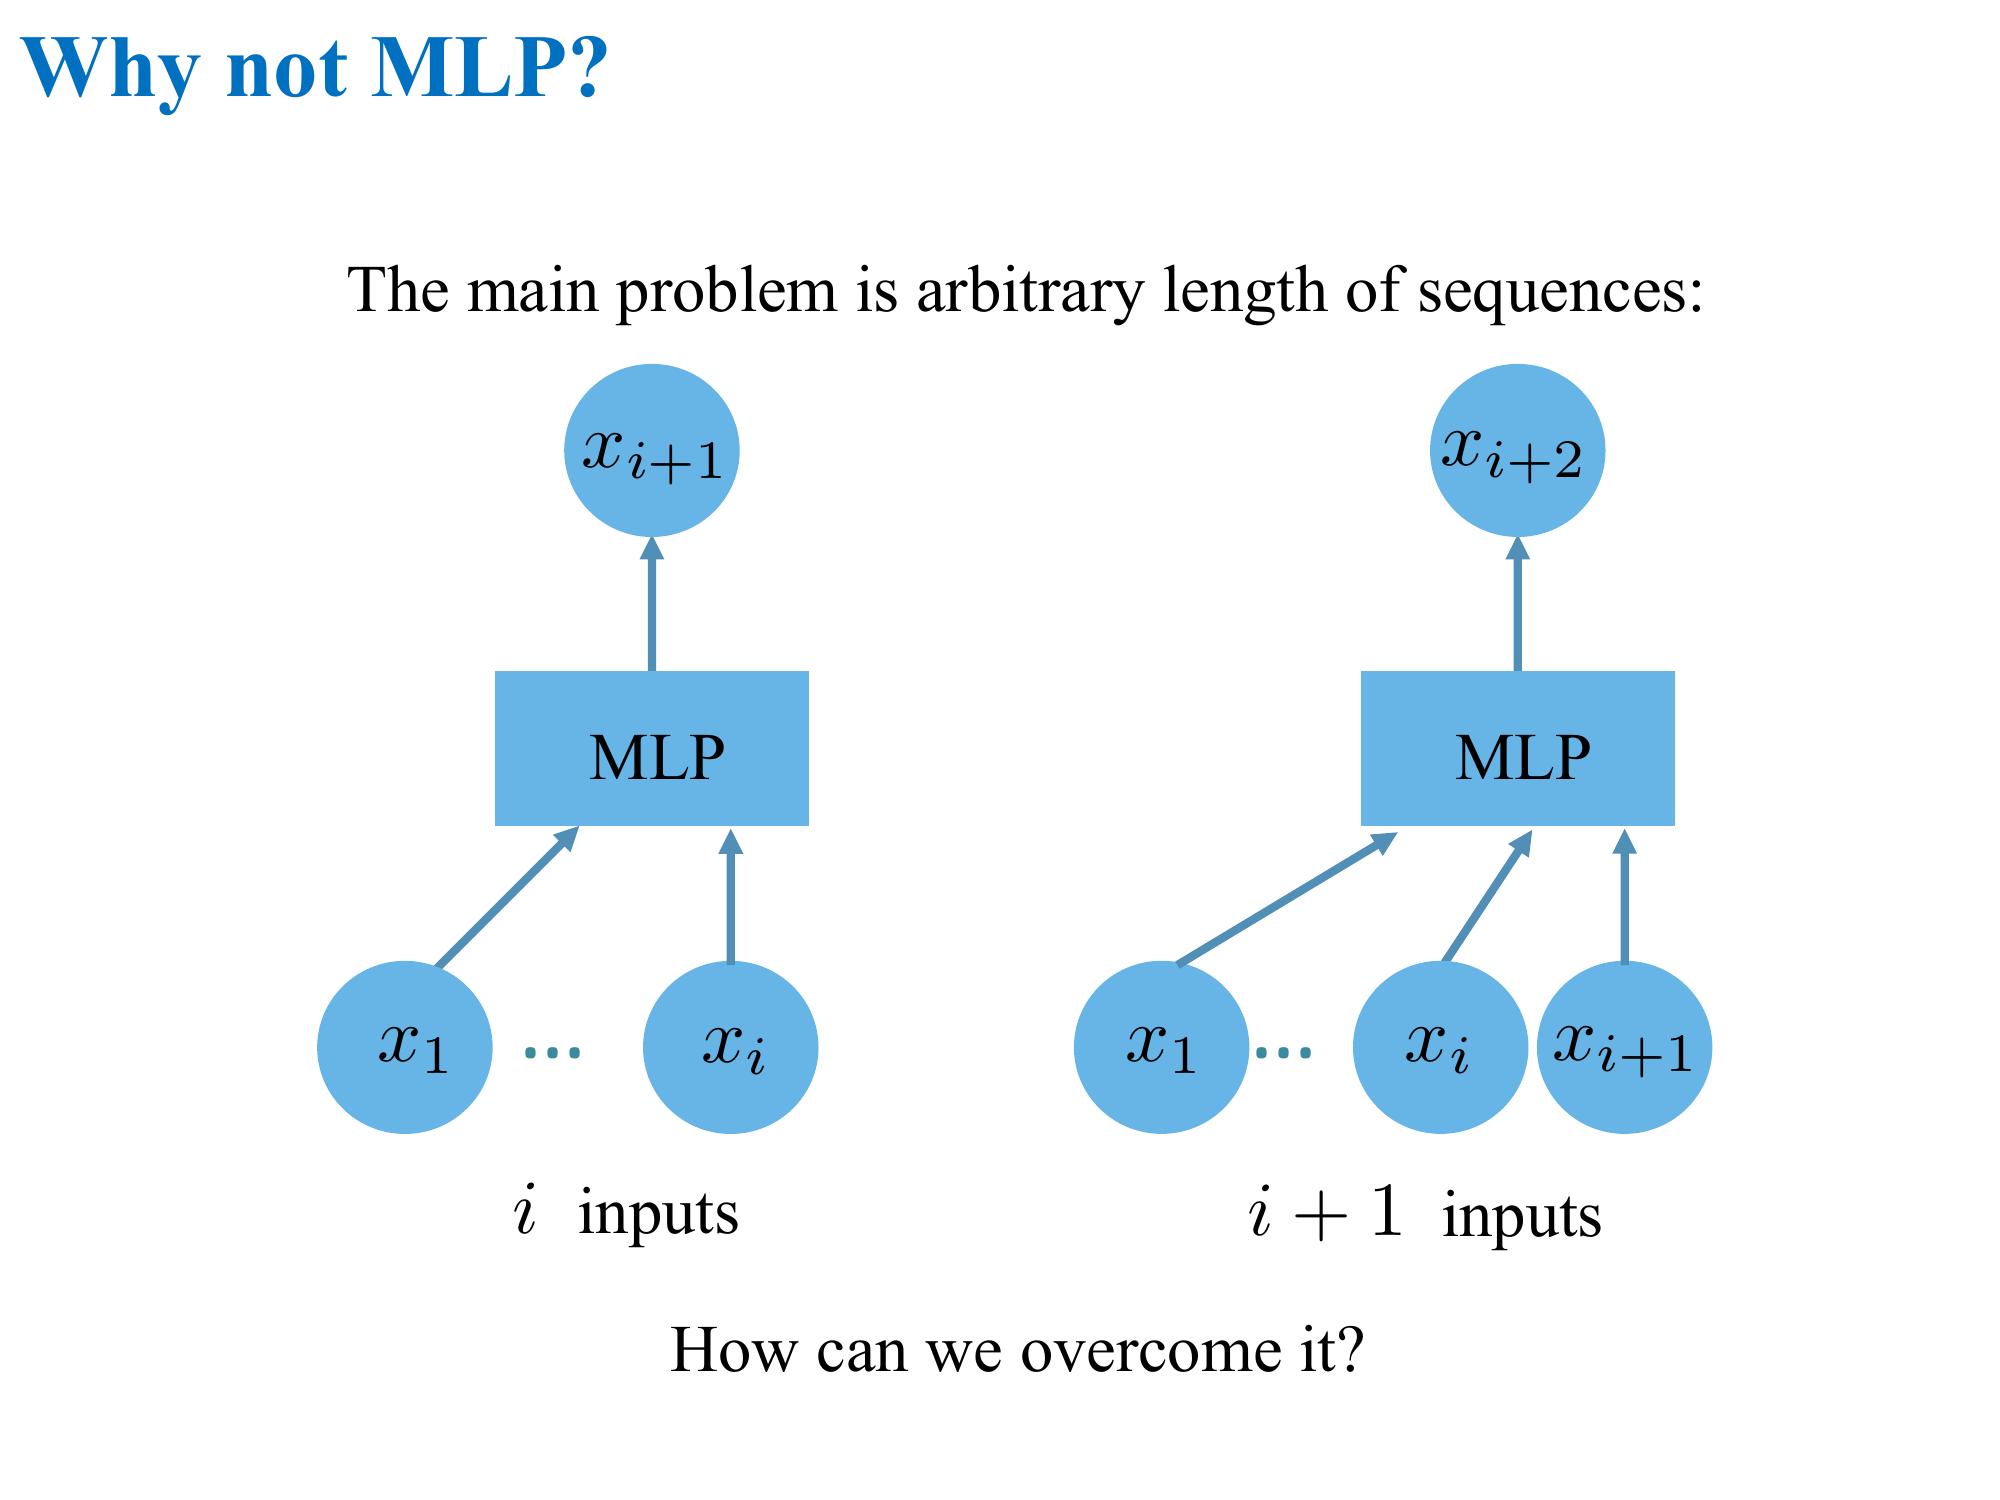 Why not MLP?
The main problem is arbitrary length of sequences:
x_{i+1} x_{i+2}
MLP MLP
x_1 ... x_i x_1 ... x_i x_{i+1}
i inputs i + 1 inputs
How can we overcome it?